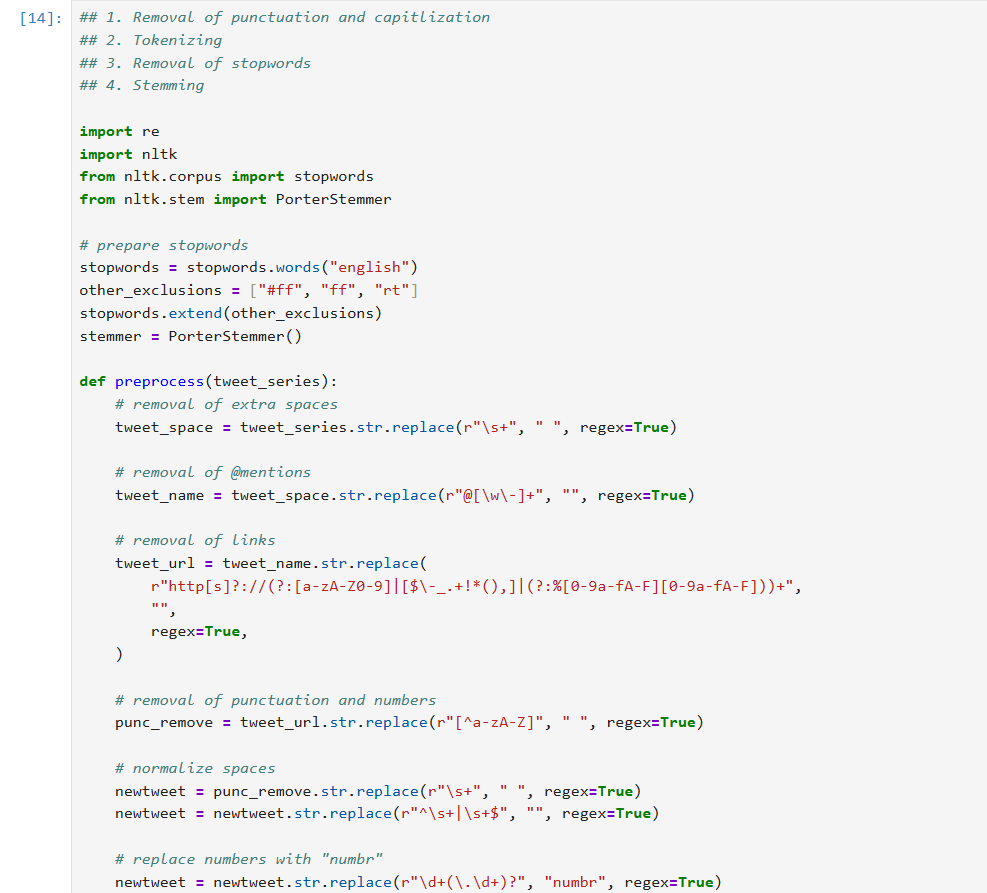 [14]: ## 1. Removal of punctuation and capitlization
## 2. Tokenizing
## 3. Removal of stopwords
## 4. Stemming
import re
import nltk
from nltk.corpus import stopwords
from nltk.stem import PorterStemmer
# prepare stopwords
stopwords = stopwords.words("english")
other_exclusions = ["#ff", "ff", "rt"]
stopwords.extend(other_exclusions)
stemmer = PorterStemmer()
def preprocess(tweet_series):
    # removal of extra spaces
    tweet_space = tweet_series.str.replace(r"\s+", " ", regex=True)
    # removal of @mentions
    tweet_name = tweet_space.str.replace(r"@[\w\-]+", "", regex=True)
    # removal of links
    tweet_url = tweet_name.str.replace(
        r"http[s]?://(?:[a-zA-Z0-9]|[$\-_.+!*(),]|(?:%[0-9a-fA-F][0-9a-fA-F]))+",
        "",
        regex=True,
    )
    # removal of punctuation and numbers
    punc_remove = tweet_url.str.replace(r"[^a-zA-Z]", " ", regex=True)
    # normalize spaces
    newtweet = punc_remove.str.replace(r"\s+", " ", regex=True)
    newtweet = newtweet.str.replace(r"^\s+|\s+$", "", regex=True)
    # replace numbers with "numbr"
    newtweet = newtweet.str.replace(r"\d+(\.\d+)?", "numbr", regex=True)